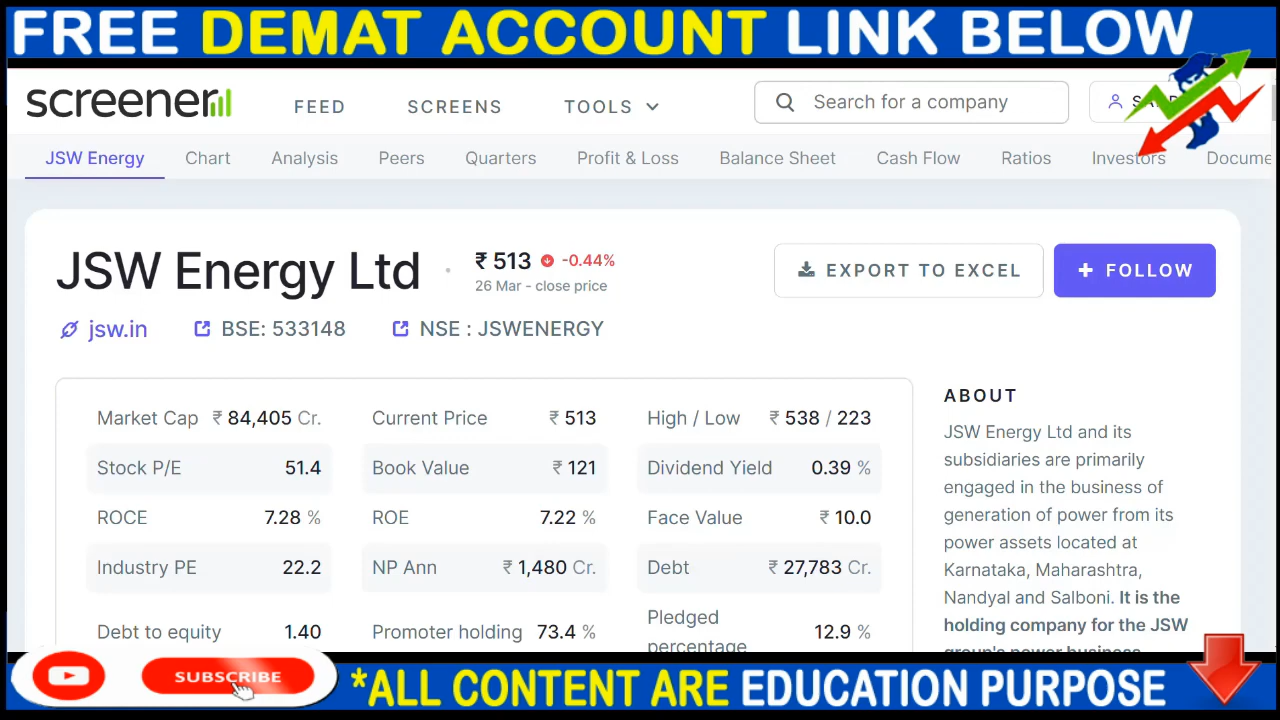 FREE DEMAT ACCOUNT LINK BELOW
screener
FEED
SCREENS
TOOLS
Search for a company
JSW Energy
Chart
Analysis
Peers
Quarters
Profit & Loss
Balance Sheet
Cash Flow
Ratios
Investors
JSW Energy Ltd
₹ 513 -0.44%
26 Mar - close price
EXPORT TO EXCEL
+ FOLLOW
jsw.in
BSE: 533148
NSE : JSWENERGY
Market Cap ₹ 84,405 Cr.
Current Price ₹ 513
High / Low ₹ 538 / 223
Stock P/E 51.4
Book Value ₹ 121
Dividend Yield 0.39 %
ROCE 7.28 %
ROE 7.22 %
Face Value ₹ 10.0
Industry PE 22.2
NP Ann ₹ 1,480 Cr.
Debt ₹ 27,783 Cr.
Debt to equity 1.40
Promoter holding 73.4 %
Pledged
percentage 12.9 %
ABOUT
JSW Energy Ltd and its
subsidiaries are primarily
engaged in the business of
generation of power from its
power assets located at
Karnataka, Maharashtra,
Nandyal and Salboni. It is the
holding company for the JSW
group's power business
SUBSCRIBE
*ALL CONTENT ARE EDUCATION PURPOSE